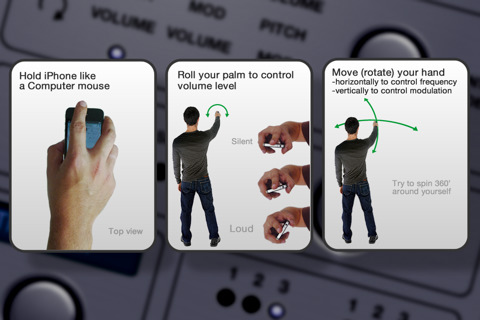 VOLUME
MOD
VOLUME
VOLUME
PITCH
MO
Hold iPhone like
a Computer mouse
Top view
Roll your palm to control
volume level
Silent
Loud
Move (rotate) your hand
-horizontally to control frequency
-vertically to control modulation
Try to spin 360'
around yourself
1 2 3
1 2 3